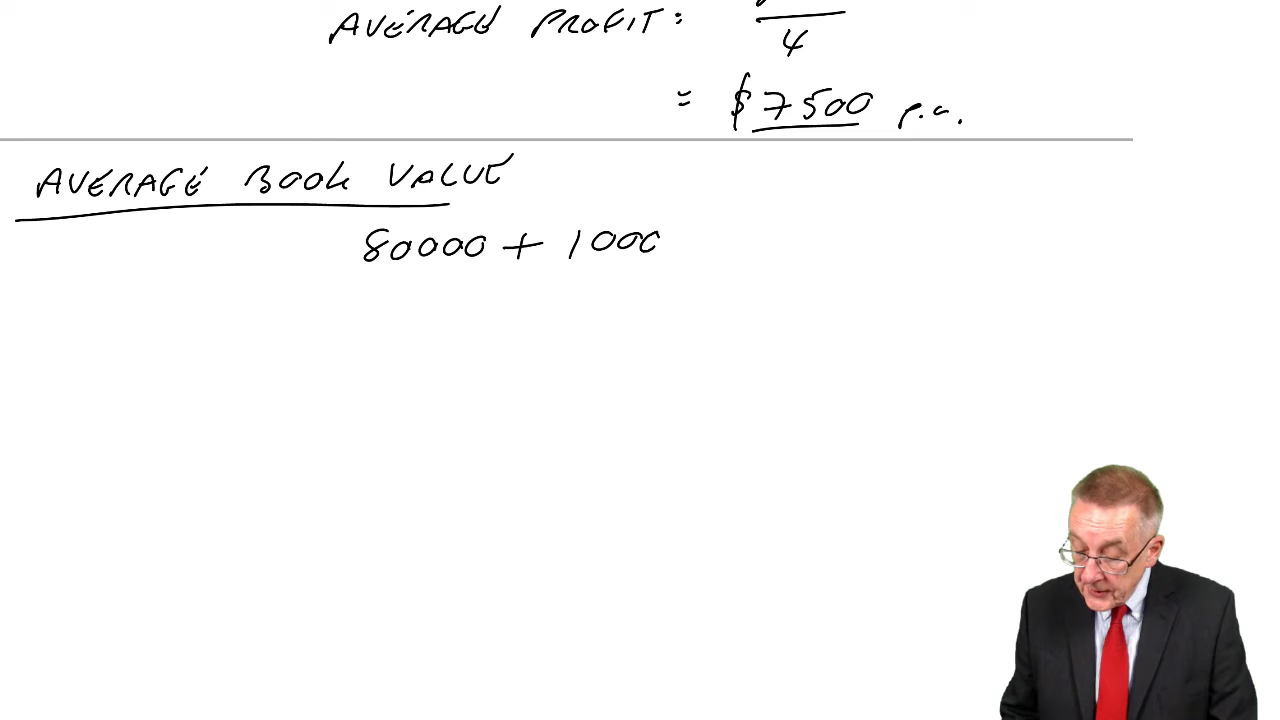 AVERAGE PROFIT:
4
= $7500 p.a.
AVERAGE BOOK VALUE
80000 + 1000